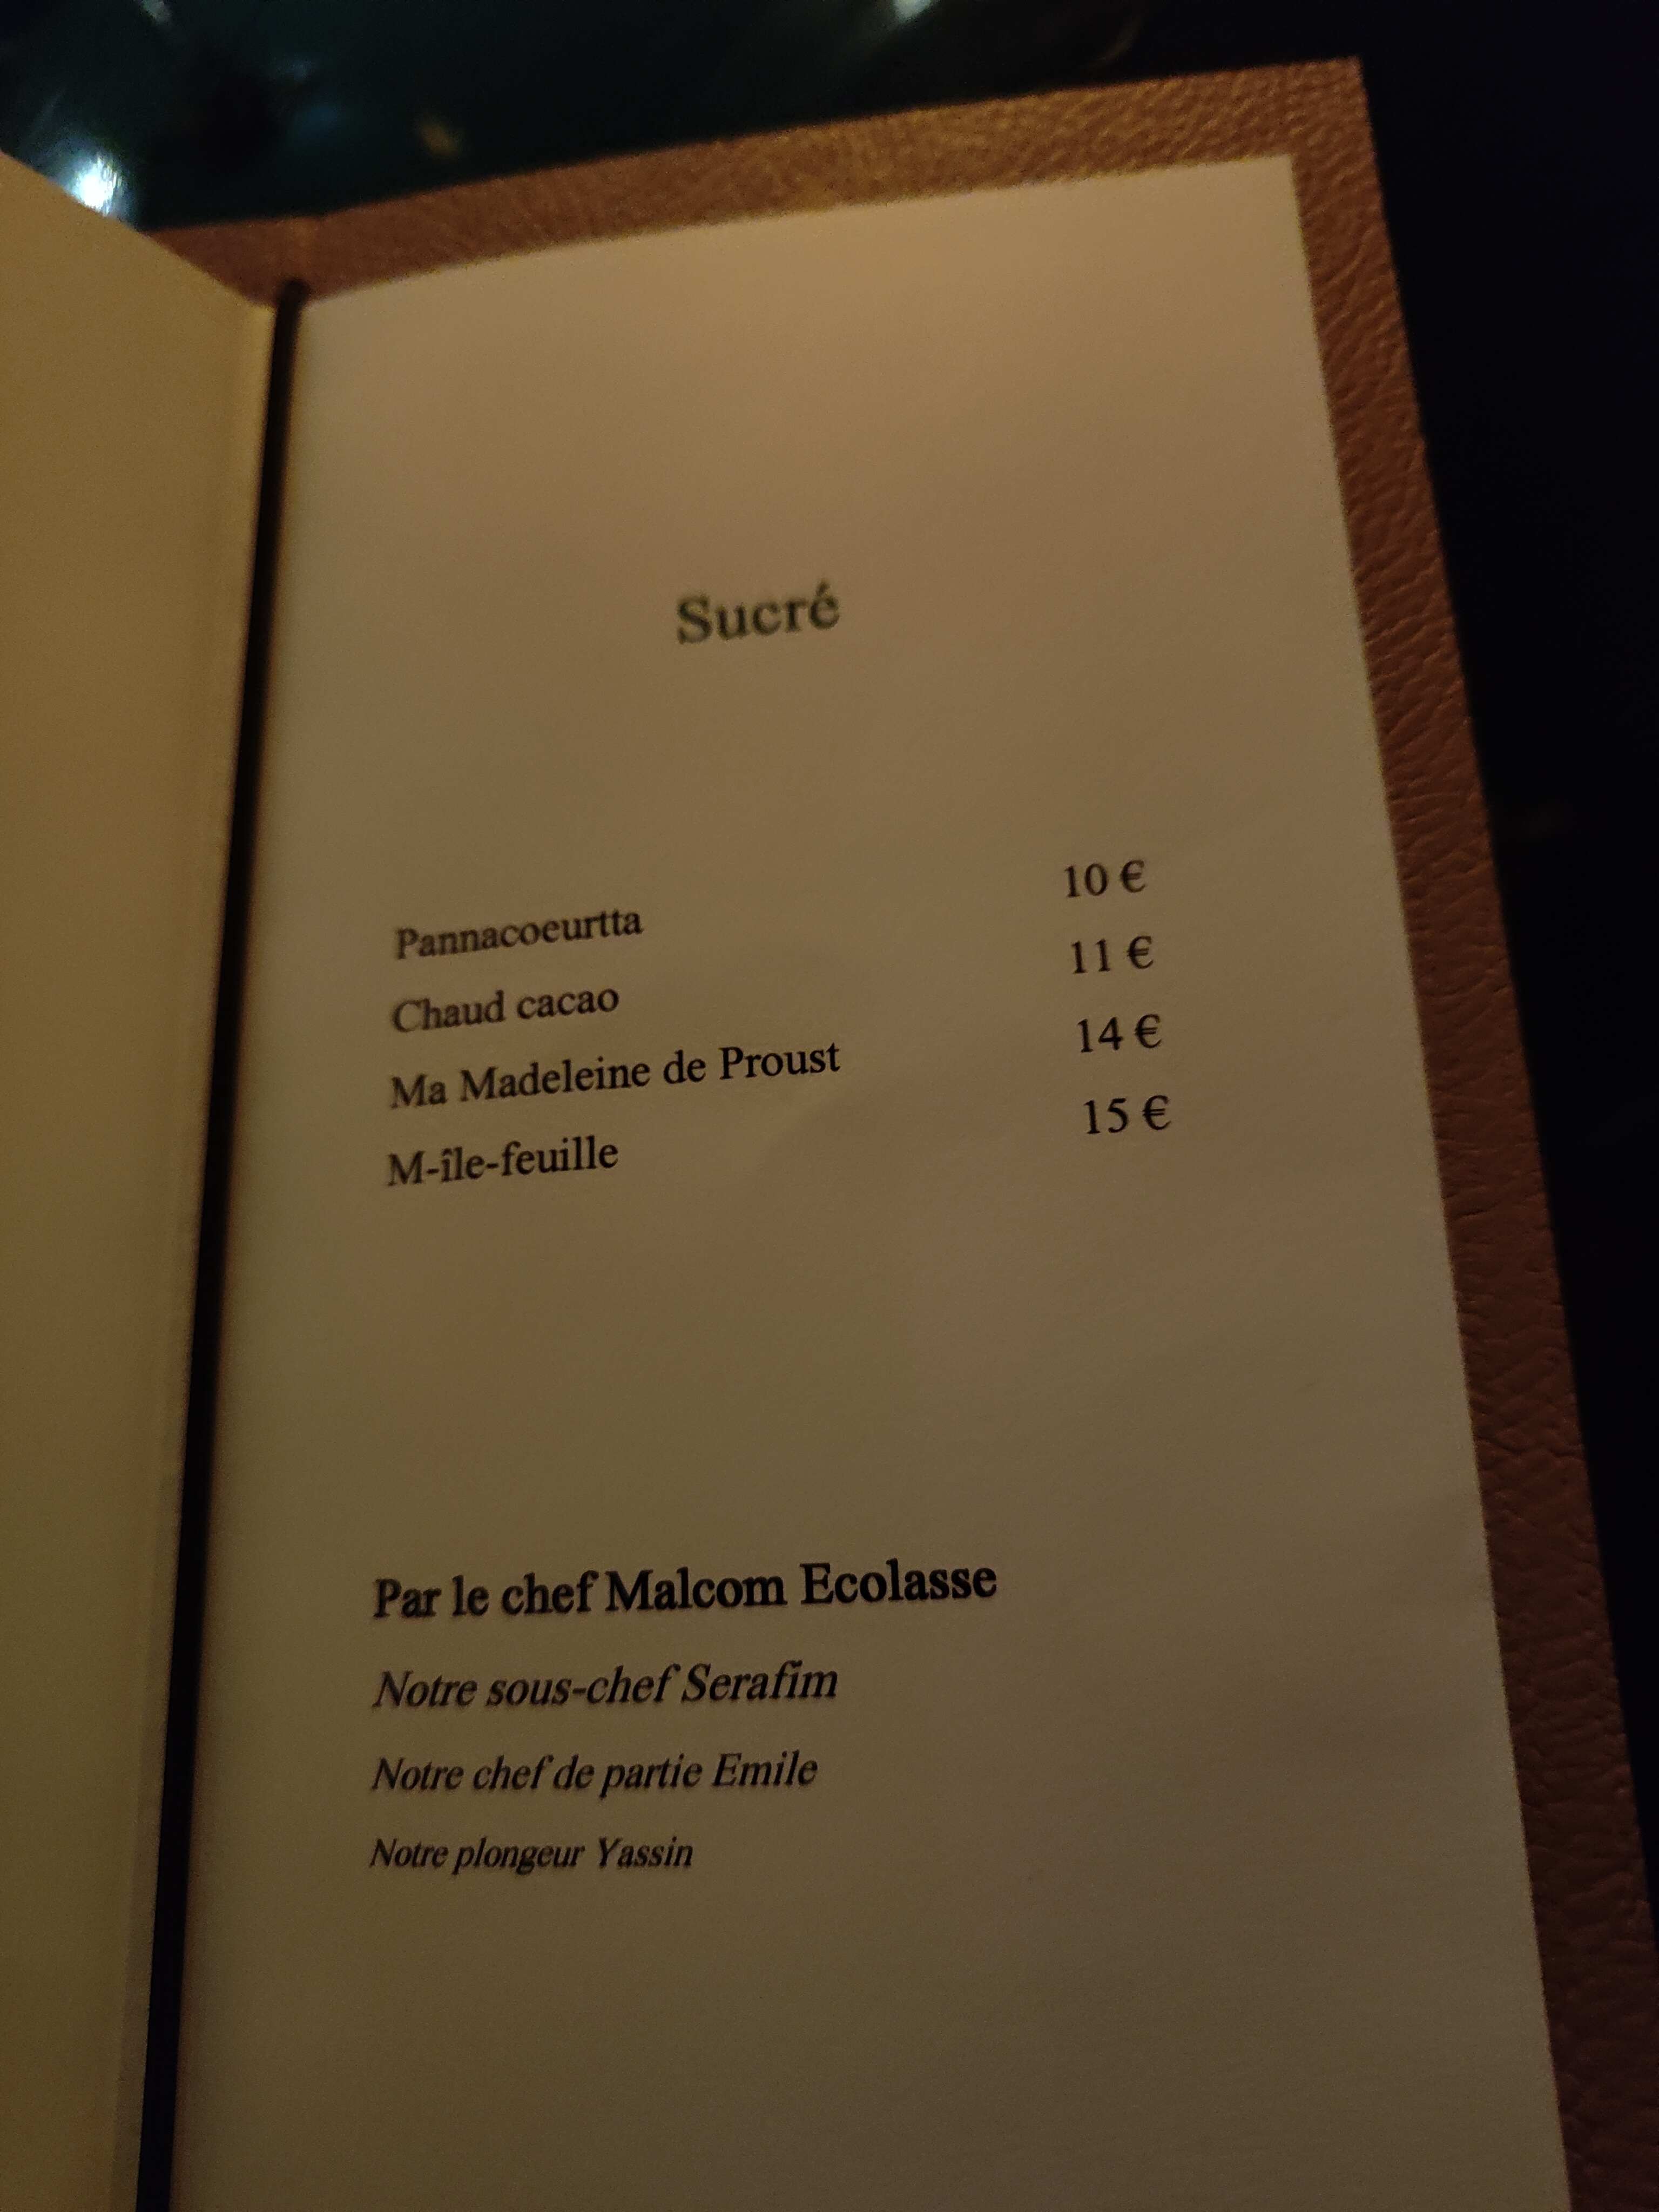 Sucré
Pannacoeurtta 10 €
Chaud cacao 11 €
Ma Madeleine de Proust 14 €
M-île-feuille 15 €
Par le chef Malcom Ecolasse
Notre sous-chef Serafim
Notre chef de partie Emile
Notre plongeur Yassin